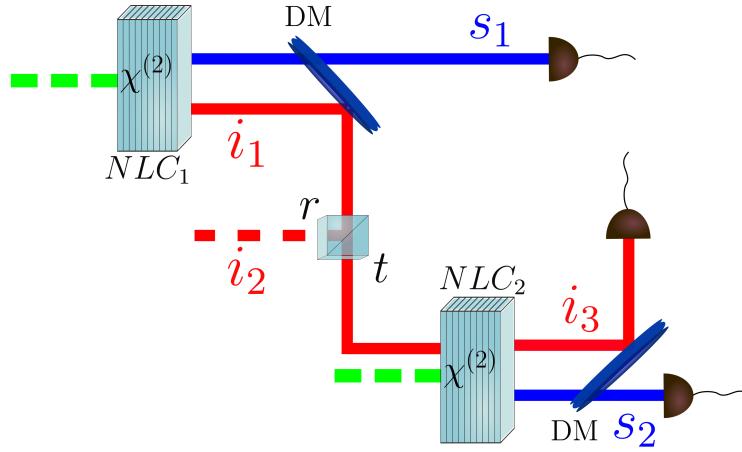 DM
s₁
χ⁽²⁾
i₁
NLC₁
r
i₂
t
NLC₂
i₃
χ⁽²⁾
DM
s₂